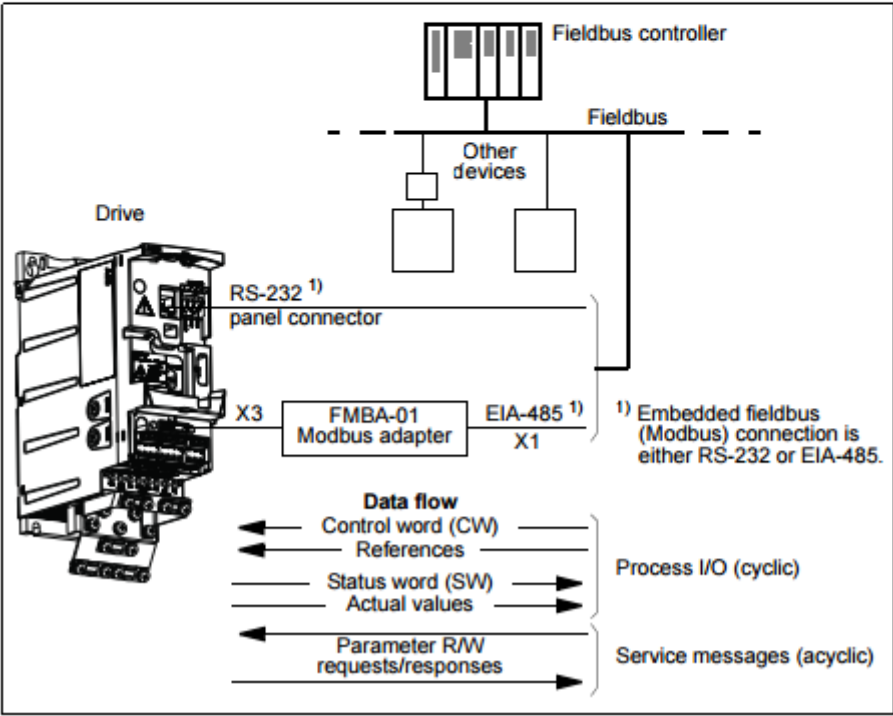 Fieldbus controller
Fieldbus
Other
devices
Drive
RS-232 1)
panel connector
X3
FMBA-01
Modbus adapter
EIA-485 1)
X1
1) Embedded fieldbus
(Modbus) connection is
either RS-232 or EIA-485.
Data flow
Control word (CW)
References
Status word (SW)
Actual values
Process I/O (cyclic)
Parameter R/W
requests/responses
Service messages (acyclic)